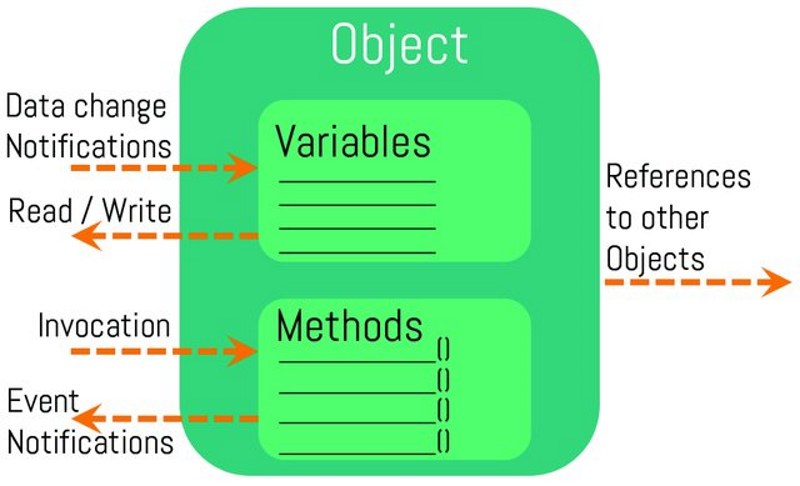 Object
Data change
Notifications
Read / Write
Variables
References
to other
Objects
Invocation
Event
Notifications
Methods
()
()
()
()